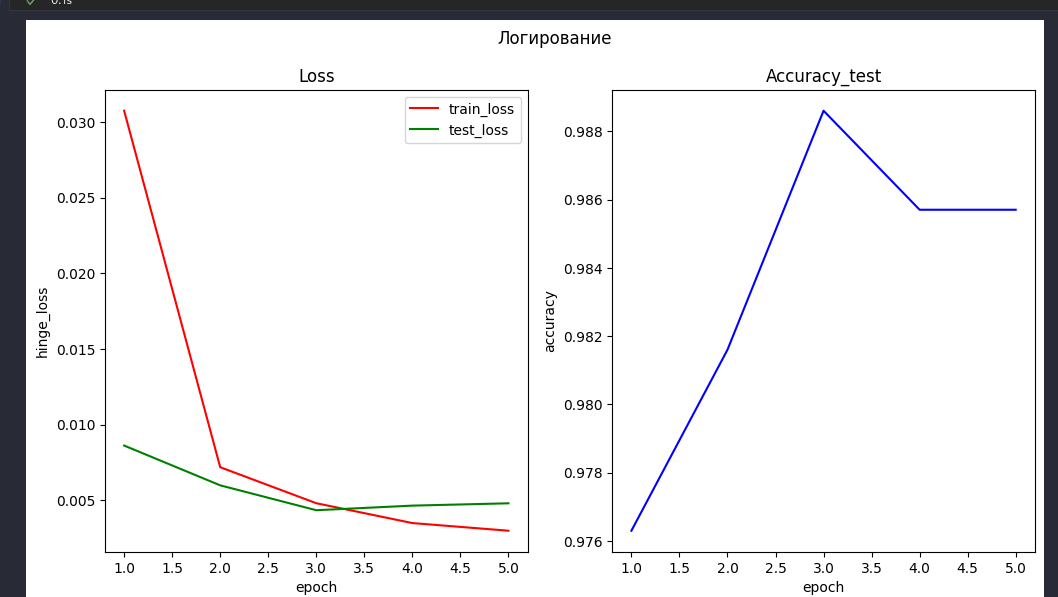 Логирование
Loss
train_loss
test_loss
0.030
0.025
0.020
0.015
0.010
0.005
hinge_loss
1.0 1.5 2.0 2.5 3.0 3.5 4.0 4.5 5.0
epoch
Accuracy_test
0.988
0.986
0.984
0.982
0.980
0.978
0.976
accuracy
1.0 1.5 2.0 2.5 3.0 3.5 4.0 4.5 5.0
epoch